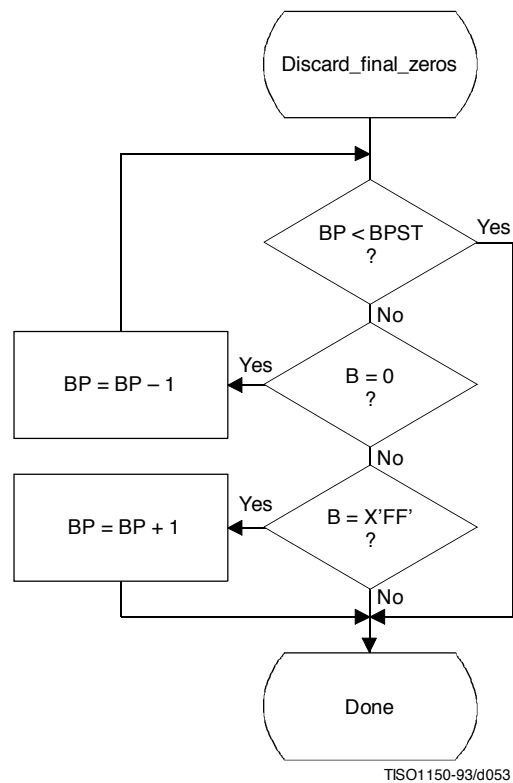 Discard_final_zeros
BP < BPST
?
Yes
No
BP = BP – 1
Yes
B = 0
?
No
BP = BP + 1
Yes
B = X’FF’
?
No
Done
TISO1150-93/d053